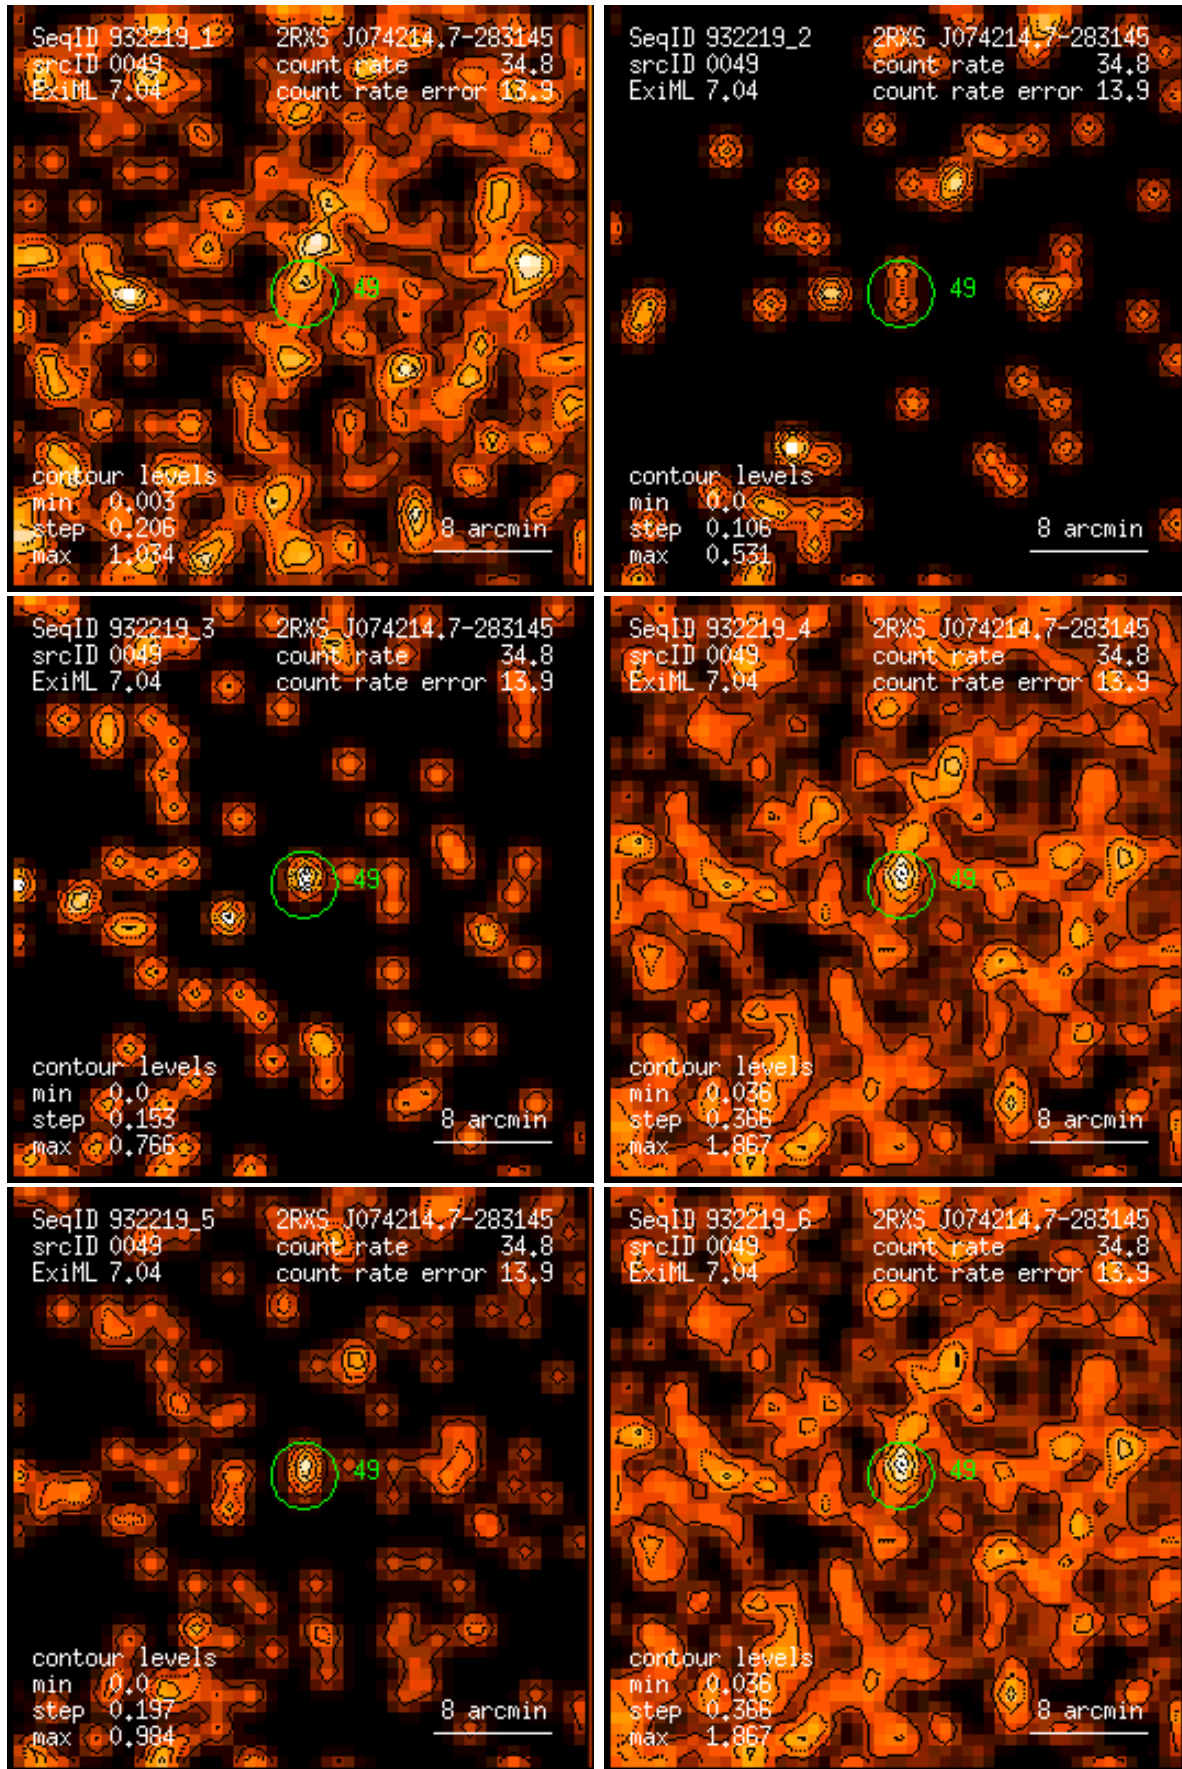 SeqID 932219_1 2RXS J074214.7-283145
srcID 0049 count rate 34.8
ExiML 7.04 count rate error 13.9
49
contour levels
min 0.003
step 0.206 8 arcmin
max 1.034
SeqID 932219_2 2RXS J074214.7-283145
srcID 0049 count rate 34.8
ExiML 7.04 count rate error 13.9
49
contour levels
min 0.0
step 0.106 8 arcmin
max 0.531
SeqID 932219_3 2RXS J074214.7-283145
srcID 0049 count rate 34.8
ExiML 7.04 count rate error 13.9
49
contour levels
min 0.0
step 0.153 8 arcmin
max 0.766
SeqID 932219_4 2RXS J074214.7-283145
srcID 0049 count rate 34.8
ExiML 7.04 count rate error 13.9
49
contour levels
min 0.036
step 0.366 8 arcmin
max 1.867
SeqID 932219_5 2RXS J074214.7-283145
srcID 0049 count rate 34.8
ExiML 7.04 count rate error 13.9
49
contour levels
min 0.0
step 0.197 8 arcmin
max 0.984
SeqID 932219_6 2RXS J074214.7-283145
srcID 0049 count rate 34.8
ExiML 7.04 count rate error 13.9
49
contour levels
min 0.036
step 0.366 8 arcmin
max 1.867